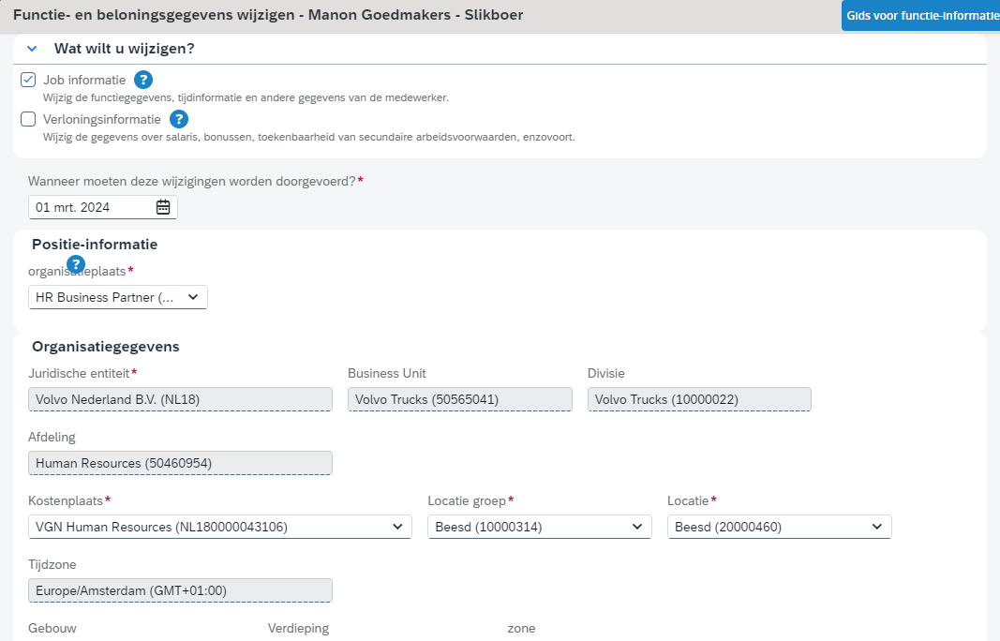 Functie- en beloningsgegevens wijzigen - Manon Goedmakers - Slikboer
Gids voor functie-informatie
Wat wilt u wijzigen?
Job informatie ?
Wijzig de functiegegevens, tijdinformatie en andere gegevens van de medewerker.
Verloningsinformatie ?
Wijzig de gegevens over salaris, bonussen, toekenbaarheid van secundaire arbeidsvoorwaarden, enzovoort.
Wanneer moeten deze wijzigingen worden doorgevoerd?*
01 mrt. 2024
Positie-informatie
?
organisatieplaats*
HR Business Partner (...
Organisatiegegevens
Juridische entiteit* Business Unit Divisie
Volvo Nederland B.V. (NL18) Volvo Trucks (50565041) Volvo Trucks (10000022)
Afdeling
Human Resources (50460954)
Kostenplaats* Locatie groep* Locatie*
VGN Human Resources (NL180000043106) Beesd (10000314) Beesd (20000460)
Tijdzone
Europe/Amsterdam (GMT+01:00)
Gebouw Verdieping zone